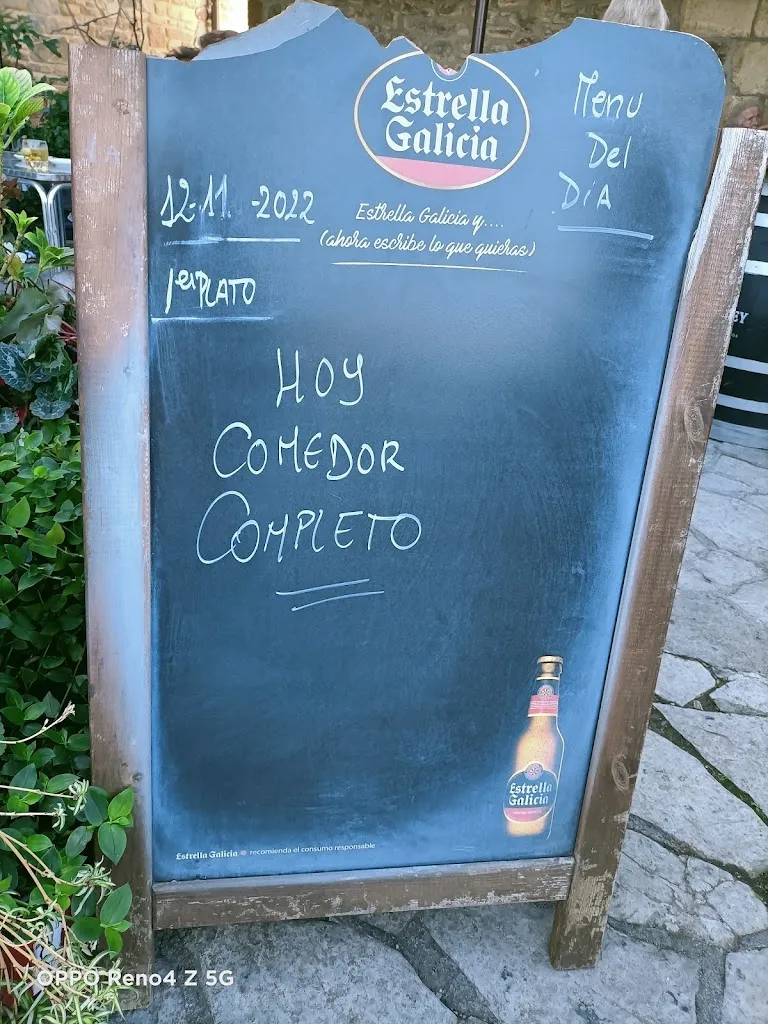 Estrella
Galicia
Menu
Del
DíA
12-11-2022
Estrella Galicia y....
(ahora escribe lo que quieras)
1er PLATO
HOY
COMEDOR
COMPLETO
Estrella
Galicia
Estrella Galicia recomienda el consumo responsable
OPPO Reno4 Z 5G